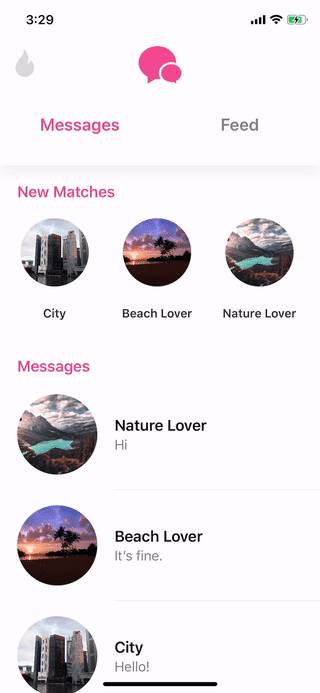 3:29
Messages
Feed
New Matches
City
Beach Lover
Nature Lover
Messages
Nature Lover
Hi
Beach Lover
It's fine.
City
Hello!